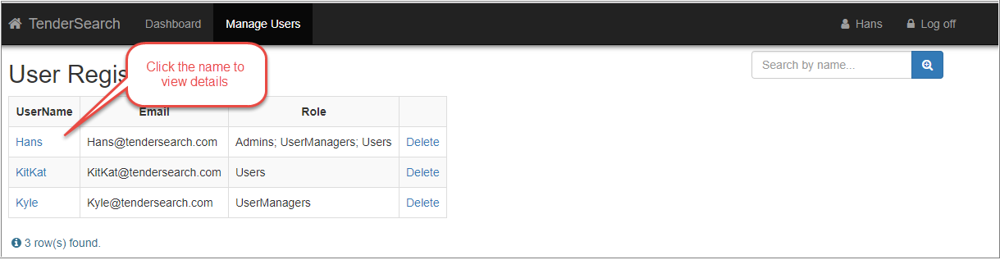 TenderSearch Dashboard Manage Users Hans Log off
User Regis
Click the name to
view details
Search by name...
UserName Email Role
Hans Hans@tendersearch.com Admins; UserManagers; Users Delete
KitKat KitKat@tendersearch.com Users Delete
Kyle Kyle@tendersearch.com UserManagers Delete
3 row(s) found.